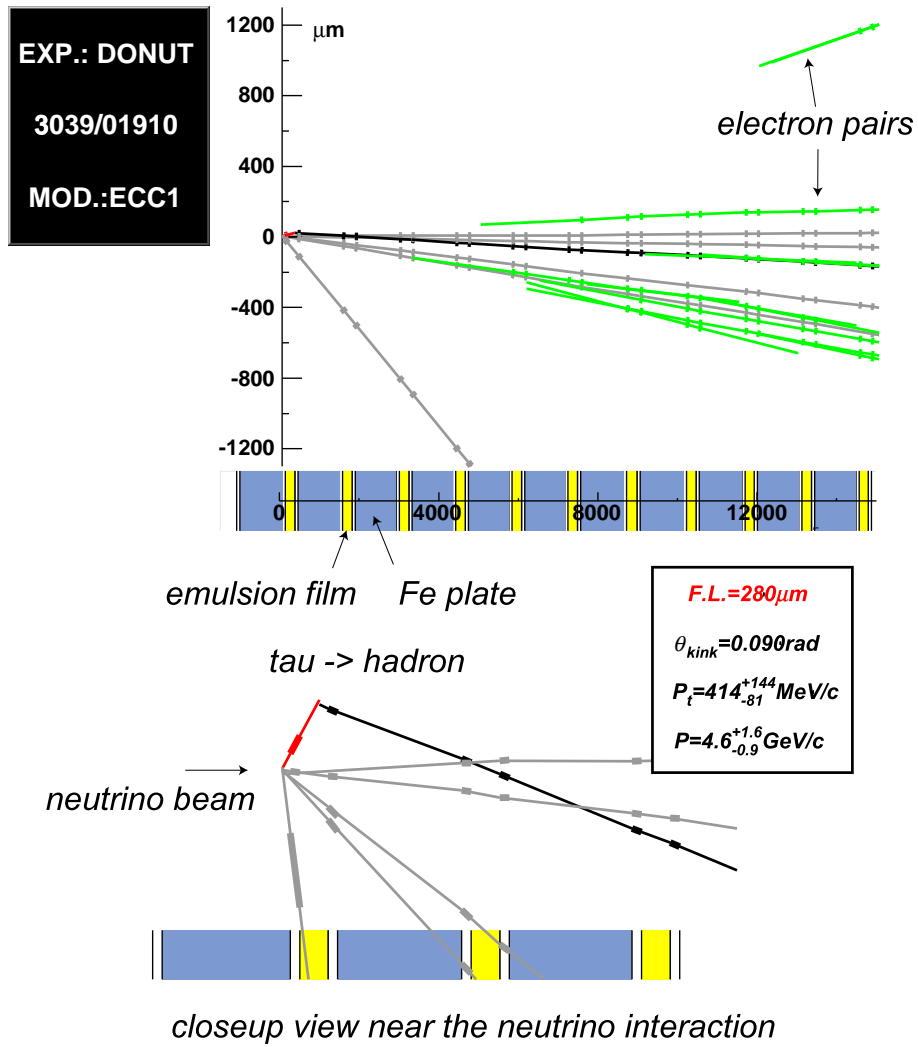 EXP.: DONUT
3039/01910
MOD.:ECC1
μm
1200
800
400
0
-400
-800
-1200
electron pairs
0 4000 8000 12000
emulsion film Fe plate
F.L.=280μm
θkink=0.090rad
Pt=414+144-81MeV/c
P=4.6+1.6-0.9GeV/c
tau -> hadron
neutrino beam
closeup view near the neutrino interaction